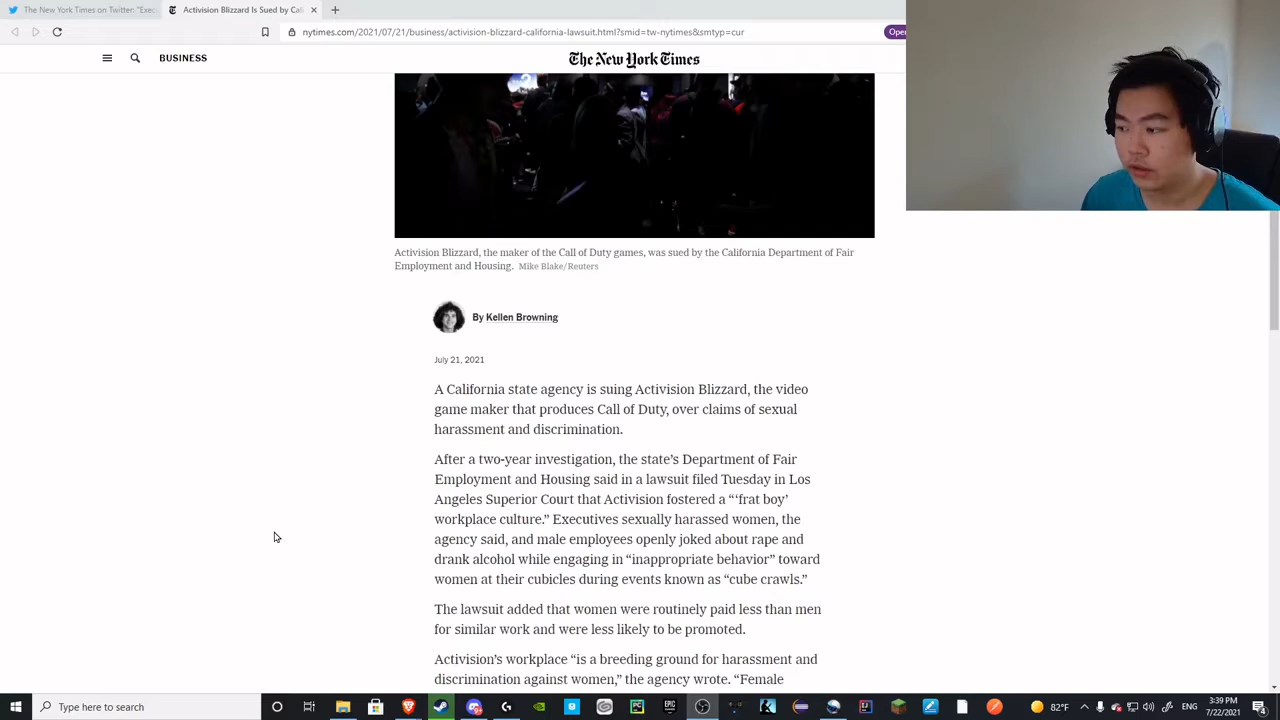 The New York Times on Twitter: "Exec
Activision Blizzard Is Sued by Cali
nytimes.com/2021/07/21/business/activision-blizzard-california-lawsuit.html?smid=tw-nytimes&smtyp=cur
Open
BUSINESS
The New York Times
Activision Blizzard, the maker of the Call of Duty games, was sued by the California Department of Fair
Employment and Housing. Mike Blake/Reuters
By Kellen Browning
July 21, 2021
A California state agency is suing Activision Blizzard, the video
game maker that produces Call of Duty, over claims of sexual
harassment and discrimination.
After a two-year investigation, the state’s Department of Fair
Employment and Housing said in a lawsuit filed Tuesday in Los
Angeles Superior Court that Activision fostered a “‘frat boy’
workplace culture.” Executives sexually harassed women, the
agency said, and male employees openly joked about rape and
drank alcohol while engaging in “inappropriate behavior” toward
women at their cubicles during events known as “cube crawls.”
The lawsuit added that women were routinely paid less than men
for similar work and were less likely to be promoted.
Activision’s workplace “is a breeding ground for harassment and
discrimination against women,” the agency wrote. “Female
Type here to search
82°F
3:39 PM
7/22/2021